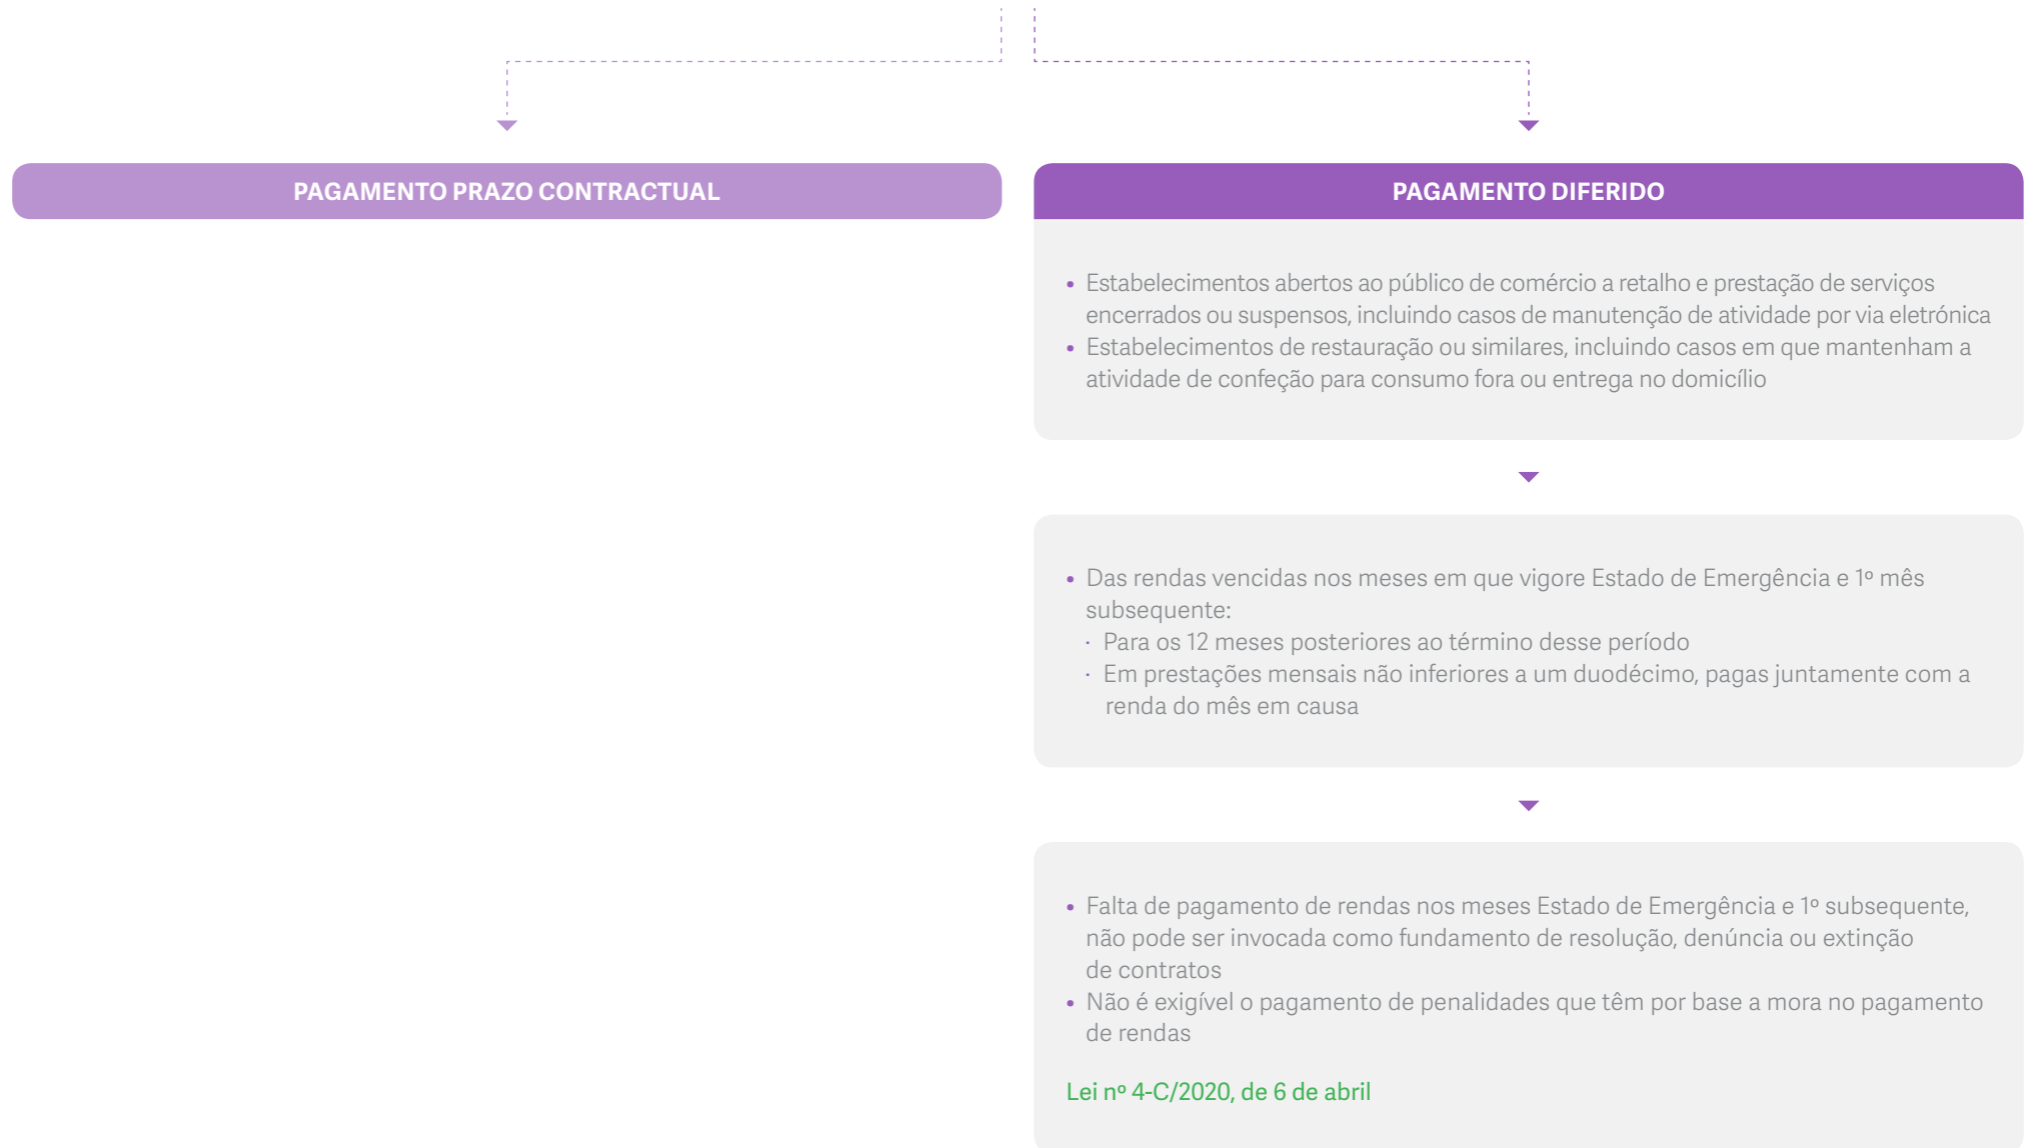 PAGAMENTO PRAZO CONTRACTUAL
PAGAMENTO DIFERIDO
• Estabelecimentos abertos ao público de comércio a retalho e prestação de serviços
encerrados ou suspensos, incluindo casos de manutenção de atividade por via eletrónica
• Estabelecimentos de restauração ou similares, incluindo casos em que mantenham a
atividade de confeção para consumo fora ou entrega no domicílio
• Das rendas vencidas nos meses em que vigore Estado de Emergência e 1º mês
subsequente:
· Para os 12 meses posteriores ao término desse período
· Em prestações mensais não inferiores a um duodécimo, pagas juntamente com a
renda do mês em causa
• Falta de pagamento de rendas nos meses Estado de Emergência e 1º subsequente,
não pode ser invocada como fundamento de resolução, denúncia ou extinção
de contratos
• Não é exigível o pagamento de penalidades que têm por base a mora no pagamento
de rendas
Lei nº 4-C/2020, de 6 de abril